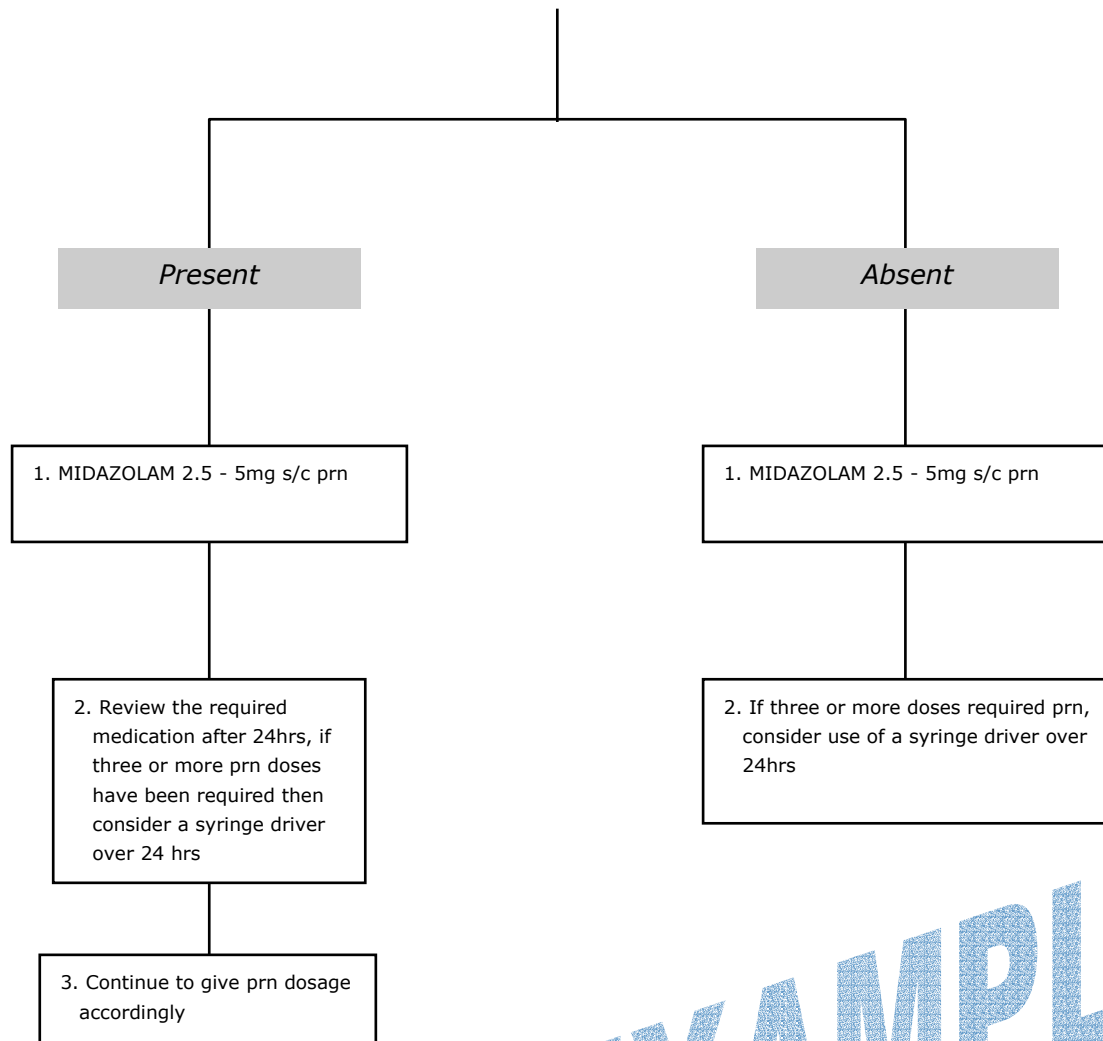 Present
Absent
1. MIDAZOLAM 2.5 - 5mg s/c prn
1. MIDAZOLAM 2.5 - 5mg s/c prn
2. Review the required
medication after 24hrs, if
three or more prn doses
have been required then
consider a syringe driver
over 24 hrs
2. If three or more doses required prn,
consider use of a syringe driver over
24hrs
3. Continue to give prn dosage
accordingly